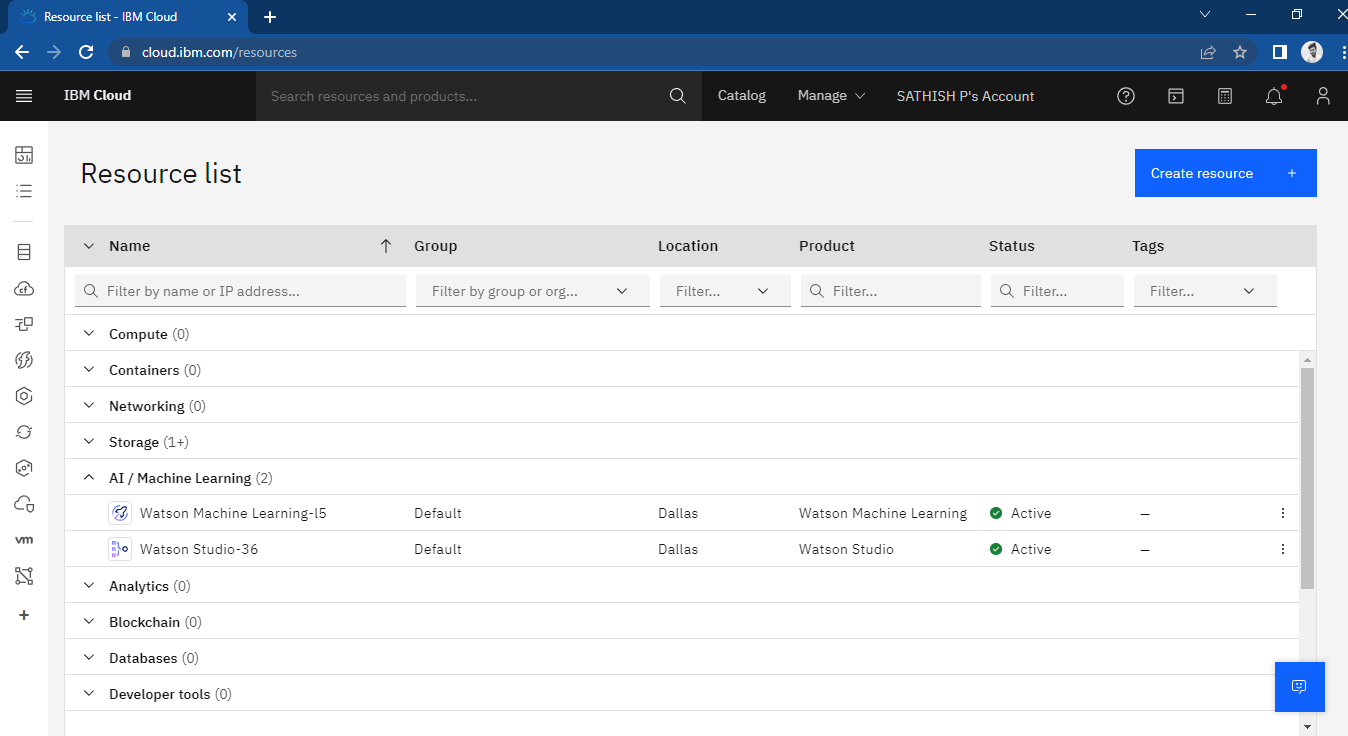 Resource list - IBM Cloud
cloud.ibm.com/resources
IBM Cloud Search resources and products... Catalog Manage SATHISH P's Account
Resource list
Create resource +
Name Group Location Product Status Tags
Filter by name or IP address... Filter by group or org... Filter... Filter... Filter... Filter...
Compute (0)
Containers (0)
Networking (0)
Storage (1+)
AI / Machine Learning (2)
Watson Machine Learning-l5 Default Dallas Watson Machine Learning Active –
Watson Studio-36 Default Dallas Watson Studio Active –
Analytics (0)
Blockchain (0)
Databases (0)
Developer tools (0)
cf
vm